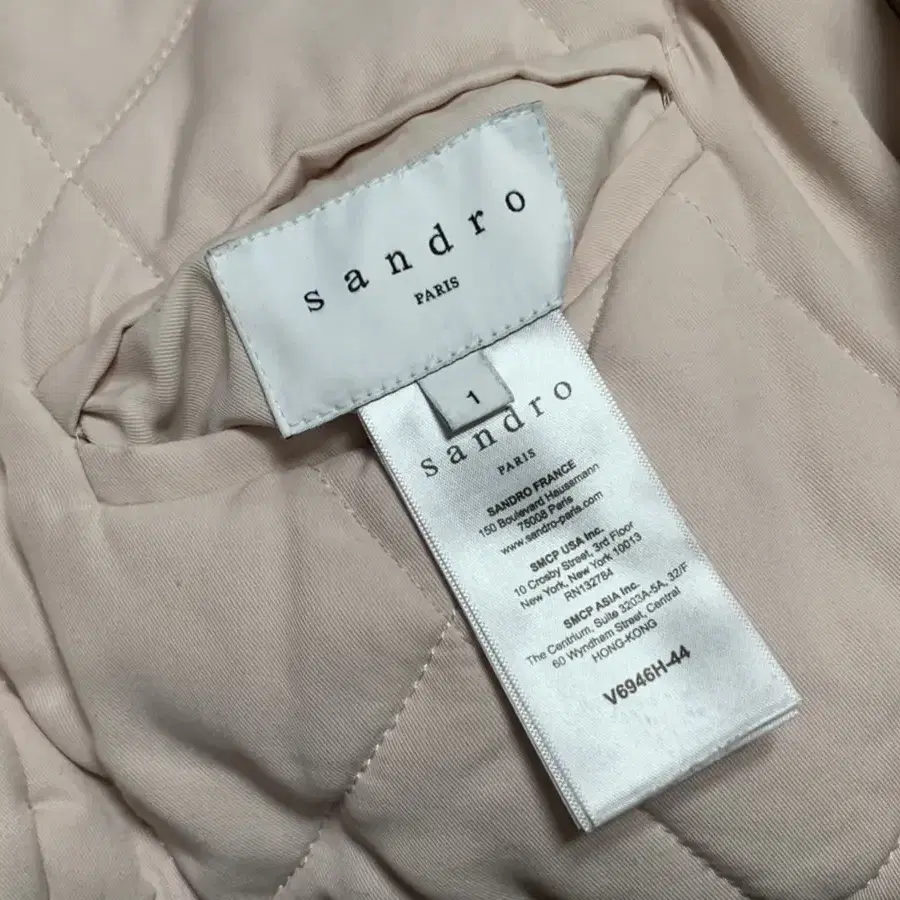 sandro
PARIS
1
sandro
PARIS
SANDRO FRANCE
150 Boulevard Haussmann
75008 Paris
www.sandro-paris.com
SMCP USA Inc.
10 Crosby Street, 3rd Floor
New York, New York 10013
RN132784
SMCP ASIA Inc.
The Centrium, Suite 3203A-5A, 32/F
60 Wyndham Street, Central
HONG-KONG
V6946H-44